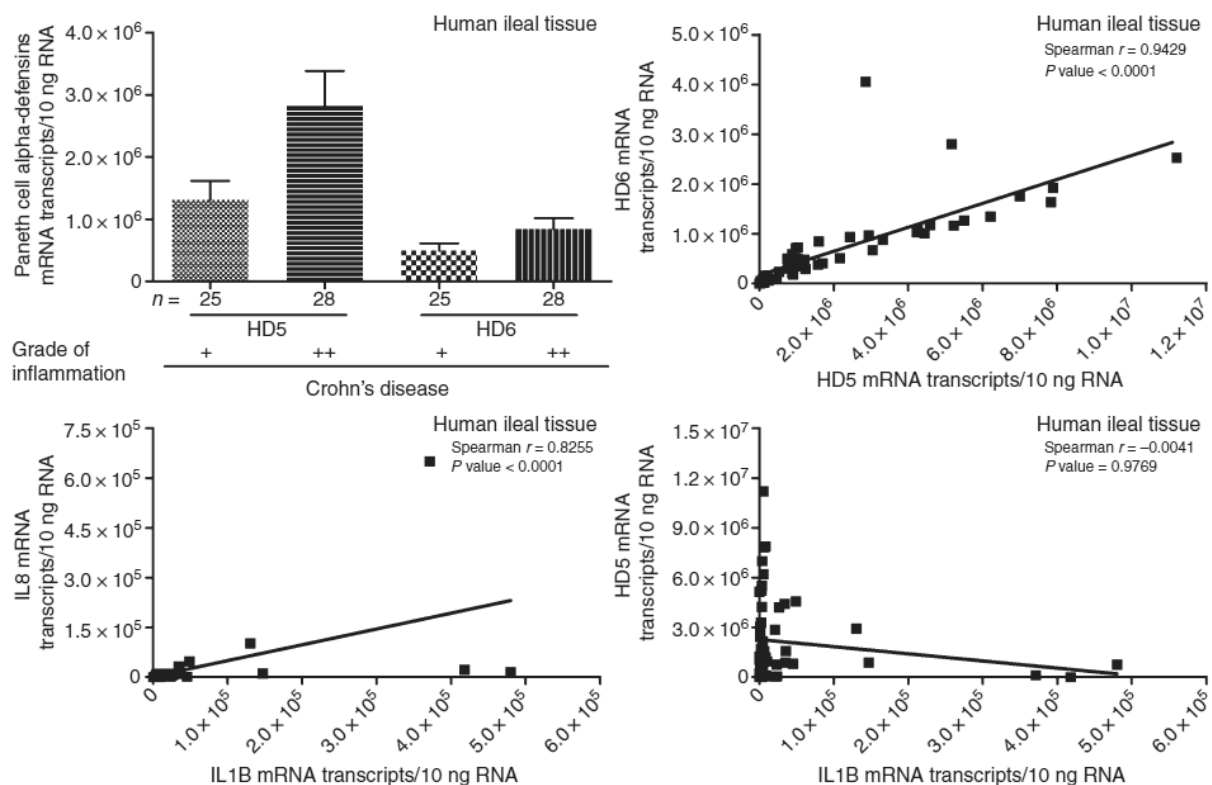 Human ileal tissue
Paneth cell alpha-defensins
mRNA transcripts/10 ng RNA
4.0 × 10⁶
3.0 × 10⁶
2.0 × 10⁶
1.0 × 10⁶
0
n = 25 28 25 28
HD5 HD6
Grade of
inflammation
+ ++ + ++
Crohn's disease
Human ileal tissue
Spearman r = 0.9429
P value < 0.0001
HD6 mRNA
transcripts/10 ng RNA
5.0 × 10⁶
4.0 × 10⁶
3.0 × 10⁶
2.0 × 10⁶
1.0 × 10⁶
0
0 2.0 × 10⁶ 4.0 × 10⁶ 6.0 × 10⁶ 8.0 × 10⁶ 1.0 × 10⁷ 1.2 × 10⁷
HD5 mRNA transcripts/10 ng RNA
Human ileal tissue
Spearman r = 0.8255
P value < 0.0001
IL8 mRNA
transcripts/10 ng RNA
7.5 × 10⁵
6.0 × 10⁵
4.5 × 10⁵
3.0 × 10⁵
1.5 × 10⁵
0
0 1.0 × 10⁵ 2.0 × 10⁵ 3.0 × 10⁵ 4.0 × 10⁵ 5.0 × 10⁵ 6.0 × 10⁵
IL1B mRNA transcripts/10 ng RNA
Human ileal tissue
Spearman r = –0.0041
P value = 0.9769
HD5 mRNA
transcripts/10 ng RNA
1.5 × 10⁷
1.2 × 10⁷
9.0 × 10⁶
6.0 × 10⁶
3.0 × 10⁶
0
0 1.0 × 10⁵ 2.0 × 10⁵ 3.0 × 10⁵ 4.0 × 10⁵ 5.0 × 10⁵ 6.0 × 10⁵
IL1B mRNA transcripts/10 ng RNA